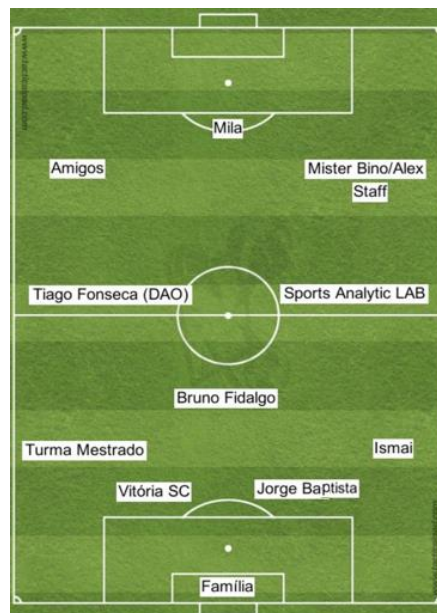 Mila
Amigos
Mister Bino/Alex
Staff
Tiago Fonseca (DAO)
Sports Analytic LAB
Bruno Fidalgo
Turma Mestrado
Ismai
Vitória SC
Jorge Baptista
Família